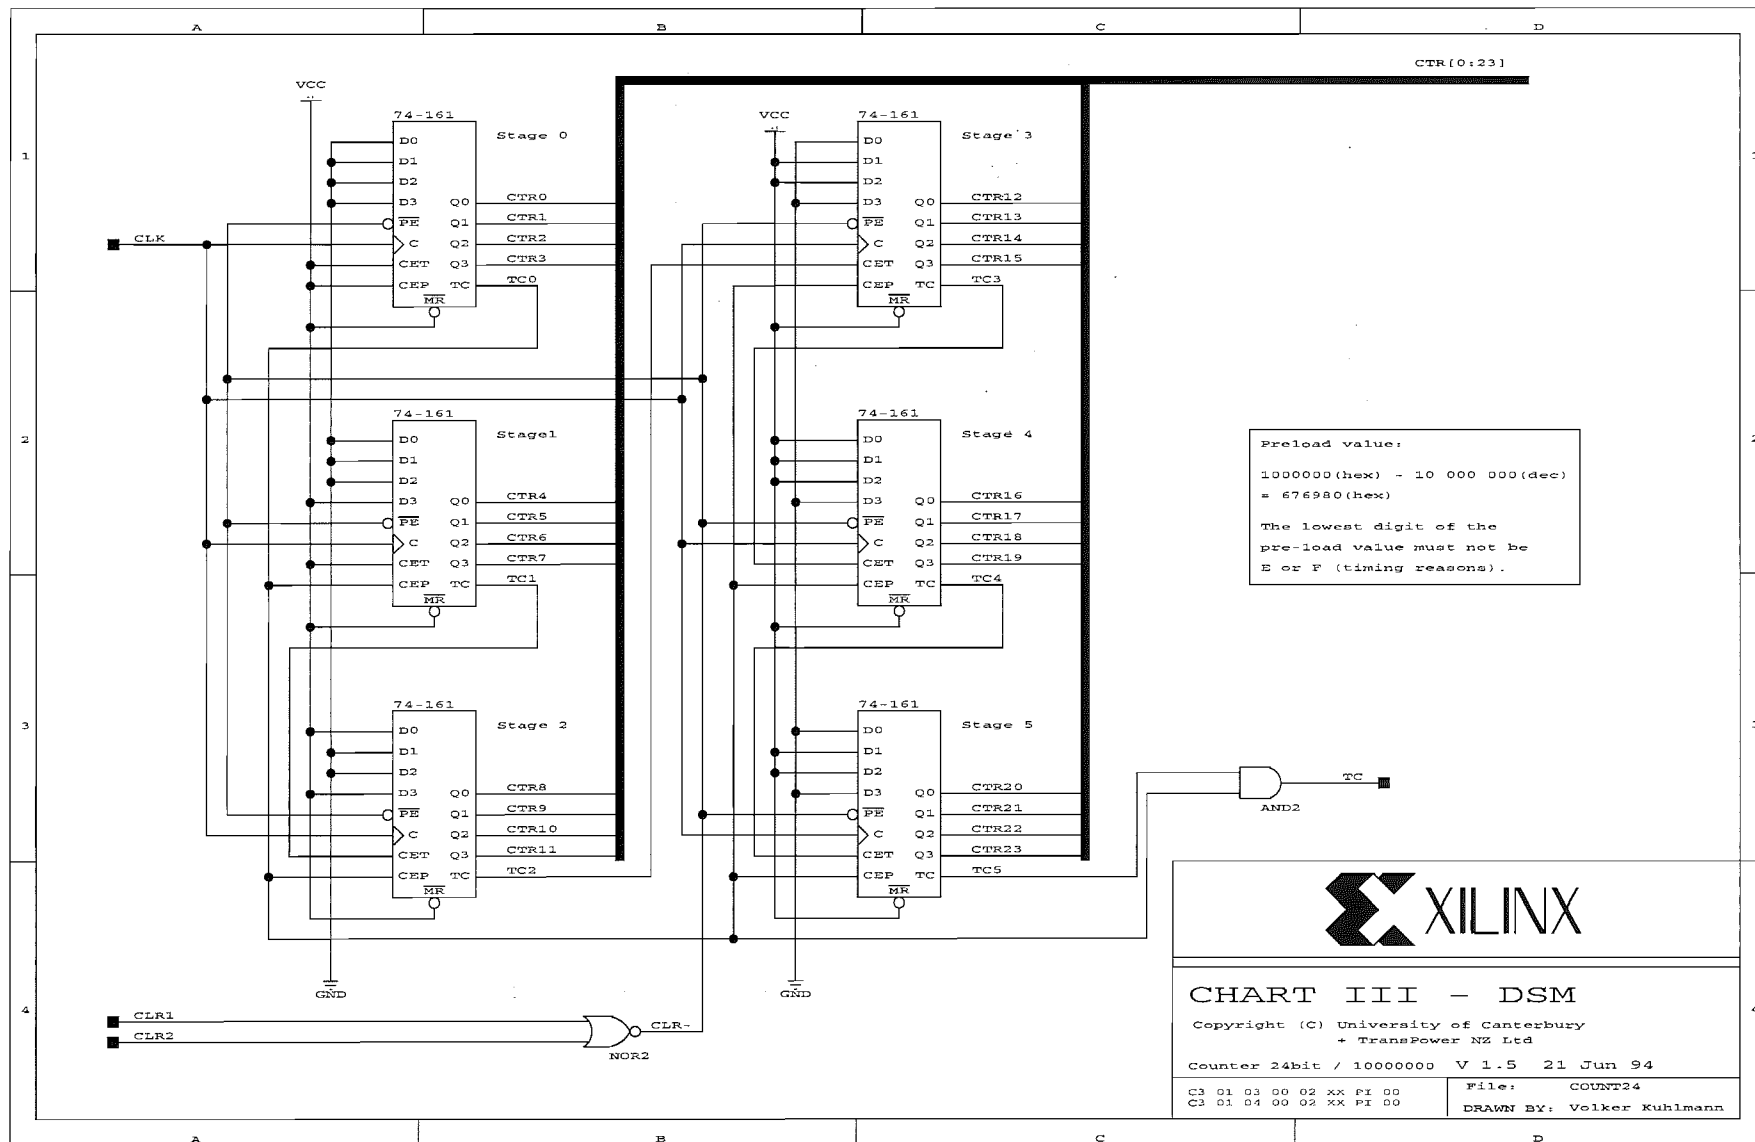 A B C D
CTR[0:23]
VCC
74-161
Stage 0
D0
D1
D2
D3 Q0 CTR0
PE Q1 CTR1
C Q2 CTR2
CET Q3 CTR3
CEP TC TC0
MR
VCC
74-161
Stage 3
D0
D1
D2
D3 Q0 CTR12
PE Q1 CTR13
C Q2 CTR14
CET Q3 CTR15
CEP TC TC3
MR
1 1
CLK
74-161
Stage1
D0
D1
D2
D3 Q0 CTR4
PE Q1 CTR5
C Q2 CTR6
CET Q3 CTR7
CEP TC TC1
MR
74-161
Stage 4
D0
D1
D2
D3 Q0 CTR16
PE Q1 CTR17
C Q2 CTR18
CET Q3 CTR19
CEP TC TC4
MR
2 2
Preload value:
1000000(hex) - 10 000 000(dec)
= 676980(hex)
The lowest digit of the
pre-load value must not be
E or F (timing reasons).
74-161
Stage 2
D0
D1
D2
D3 Q0 CTR8
PE Q1 CTR9
C Q2 CTR10
CET Q3 CTR11
CEP TC TC2
MR
74-161
Stage 5
D0
D1
D2
D3 Q0 CTR20
PE Q1 CTR21
C Q2 CTR22
CET Q3 CTR23
CEP TC TC5
MR
3 3
TC
AND2
GND
GND
CLR1
CLR2
CLR-
NOR2
4 4
XILINX
CHART III - DSM
Copyright (C) University of Canterbury
+ TransPower NZ Ltd
Counter 24bit / 10000000 V 1.5 21 Jun 94
C3 01 03 00 02 XX PI 00
C3 01 04 00 02 XX PI 00
File: COUNT24
DRAWN BY: Volker Kuhlmann
A B C D